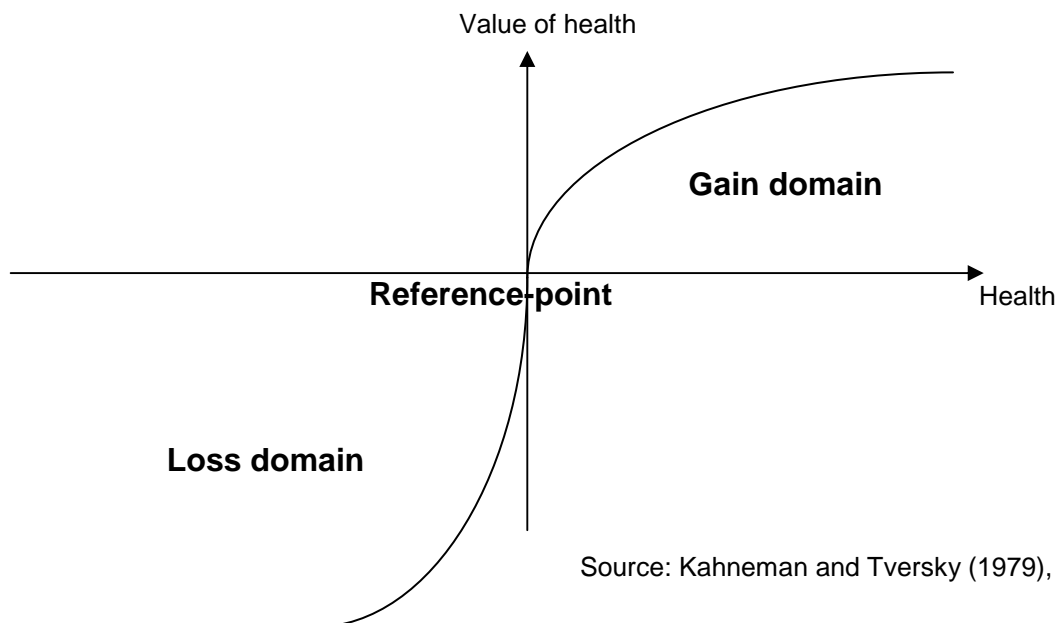 Value of health
Gain domain
Reference-point
Health
Loss domain
Source: Kahneman and Tversky (1979),